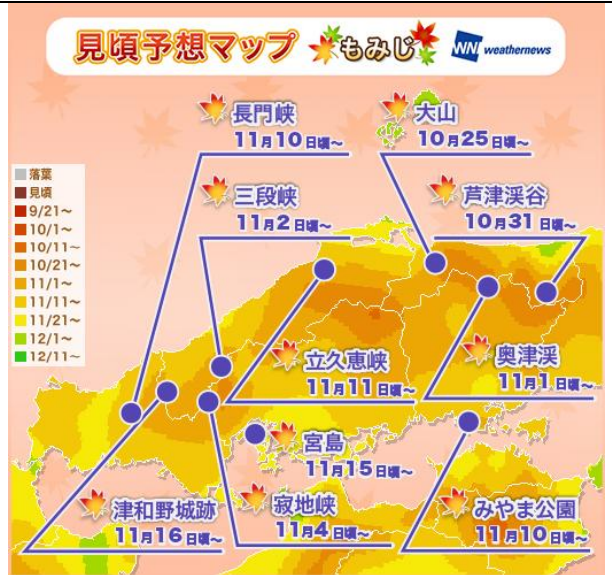 見頃予想マップ もみじ WNI weathernews
長門峡
11月10日頃~
大山
10月25日頃~
三段峡
11月2日頃~
芦津渓谷
10月31日頃~
落葉
見頃
9/21~
10/1~
10/11~
10/21~
11/1~
11/11~
11/21~
12/1~
12/11~
立久恵峡
11月11日頃~
奥津渓
11月1日頃~
宮島
11月15日頃~
津和野城跡
11月16日頃~
寂地峡
11月4日頃~
みやま公園
11月10日頃~